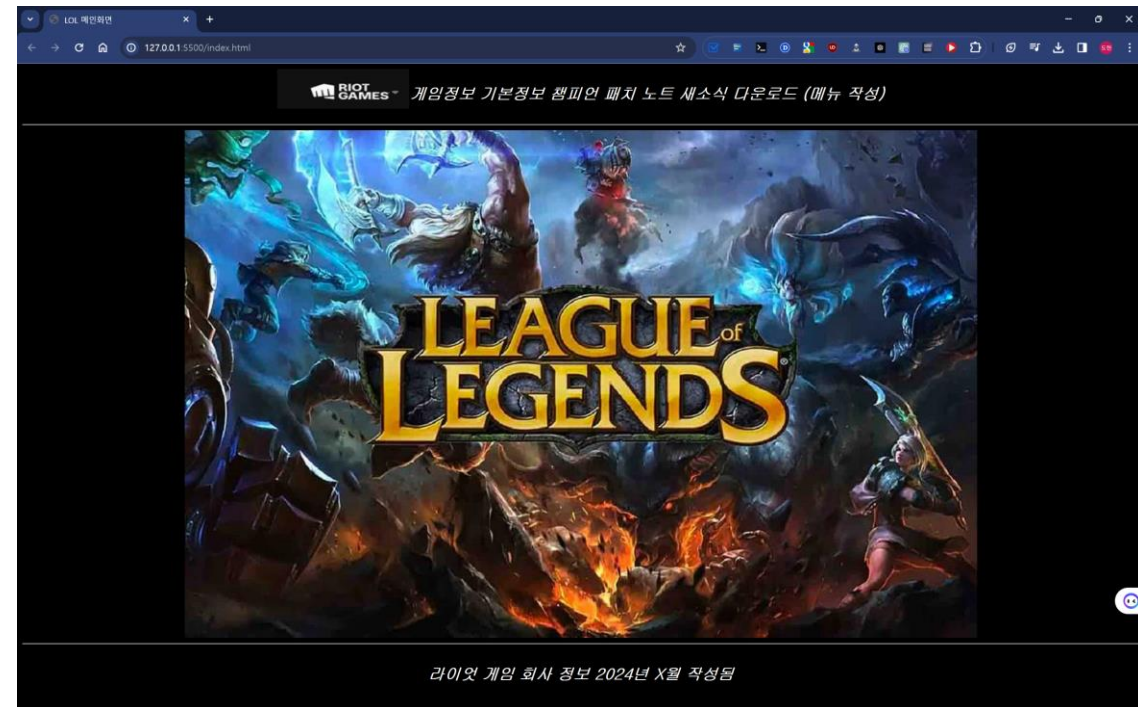 LOL 메인화면
127.0.0.1:5500/index.html
RIOT GAMES 게임정보 기본정보 챔피언 패치 노트 새소식 다운로드 (메뉴 작성)
LEAGUE of
LEGENDS
라이엇 게임 회사 정보 2024년 X월 작성됨